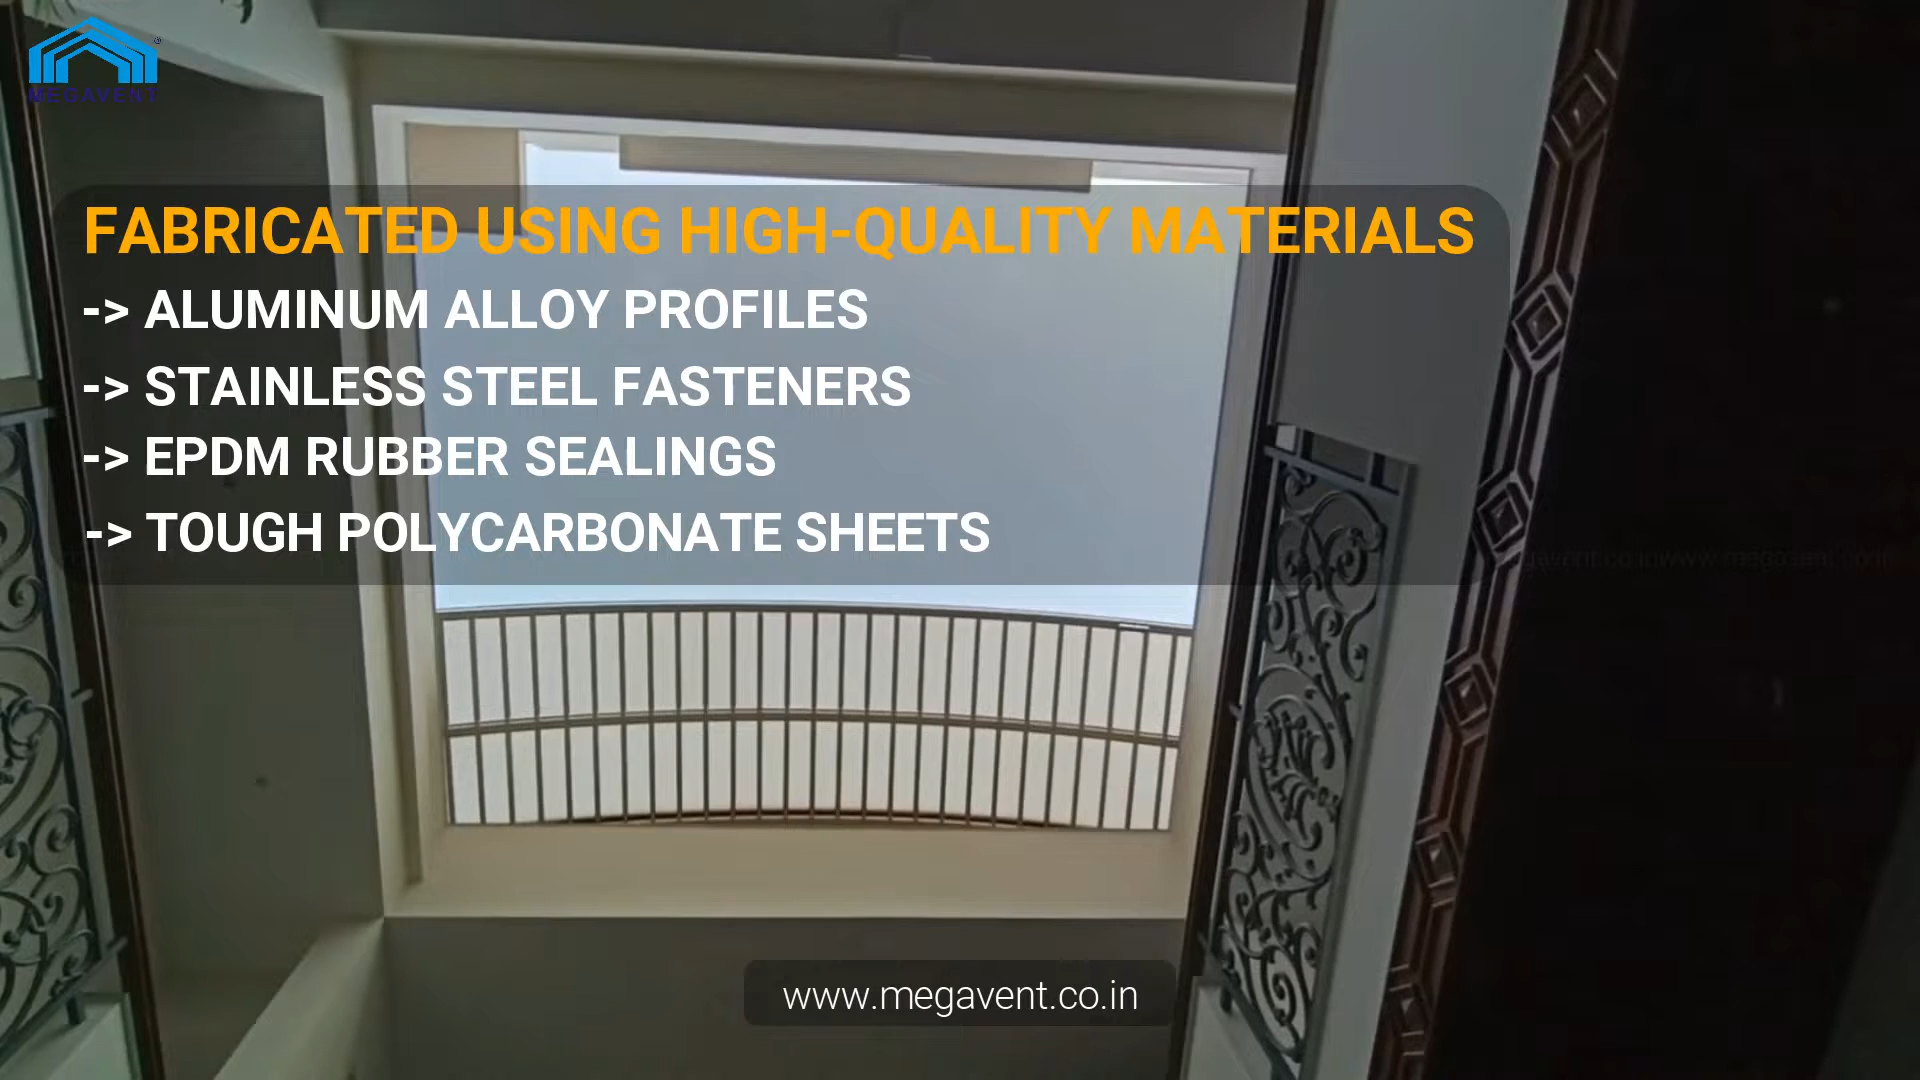 MEGAVENT
FABRICATED USING HIGH-QUALITY MATERIALS
-> ALUMINUM ALLOY PROFILES
-> STAINLESS STEEL FASTENERS
-> EPDM RUBBER SEALINGS
-> TOUGH POLYCARBONATE SHEETS
www.megavent.co.in